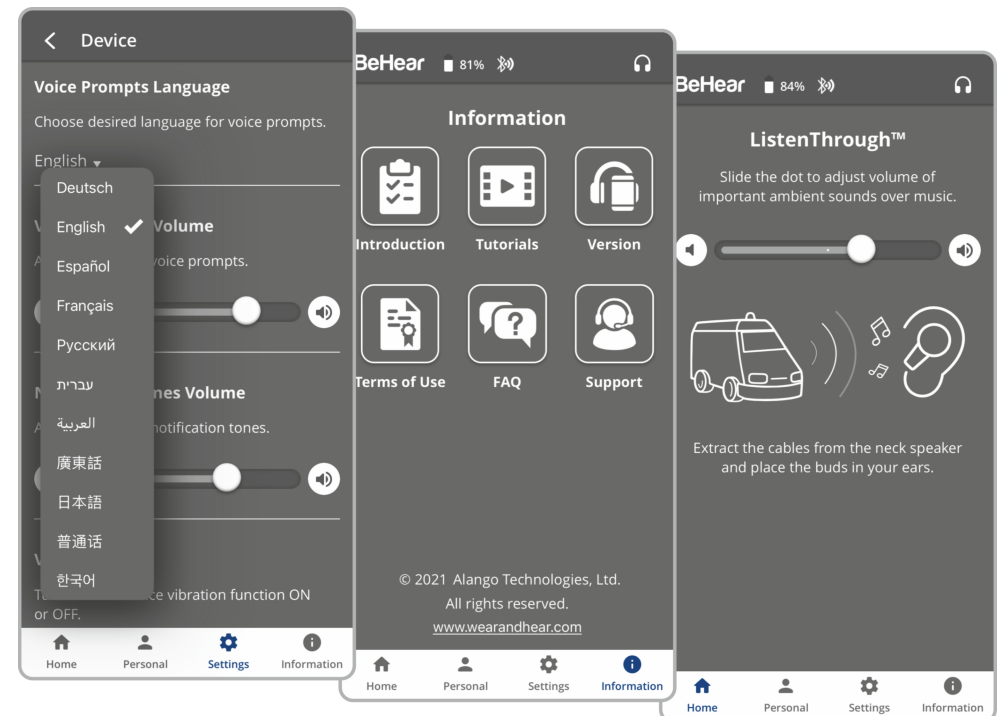 Device
Voice Prompts Language
Choose desired language for voice prompts.
English
Deutsch
English
Español
Français
Русский
עברית
العربية
廣東話
日本語
普通话
한국어
Volume
voice prompts.
nes Volume
notification tones.
ce vibration function ON
or OFF.
Home Personal Settings Information
BeHear 81%
Information
Introduction Tutorials Version
Terms of Use FAQ Support
© 2021 Alango Technologies, Ltd.
All rights reserved.
www.wearandhear.com
Home Personal Settings Information
BeHear 84%
ListenThrough™
Slide the dot to adjust volume of
important ambient sounds over music.
Extract the cables from the neck speaker
and place the buds in your ears.
Home Personal Settings Information